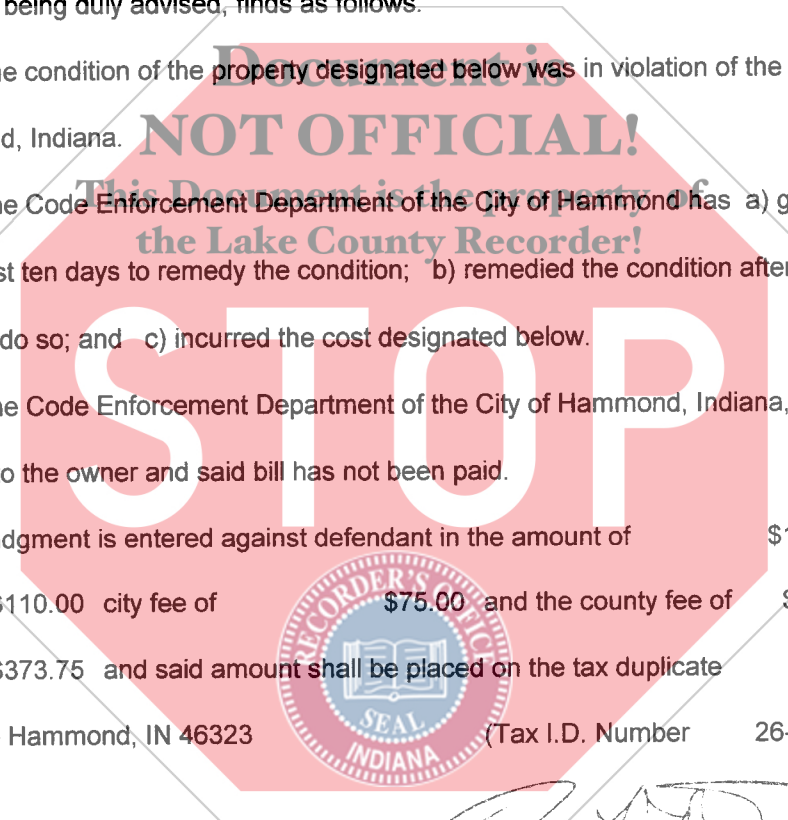 being duly advised, finds as follows.
Document is
e condition of the property designated below was in violation of the
NOT OFFICIAL!
d, Indiana.
This Document is the property of
e Code Enforcement Department of the City of Hammond has a) g
the Lake County Recorder!
st ten days to remedy the condition; b) remedied the condition after
do so; and c) incurred the cost designated below.
STOP
e Code Enforcement Department of the City of Hammond, Indiana,
o the owner and said bill has not been paid.
dgment is entered against defendant in the amount of $1
$110.00 city fee of $75.00 and the county fee of $
$373.75 and said amount shall be placed on the tax duplicate
Hammond, IN 46323 (Tax I.D. Number 26-
RECORDER'S OFFICE
SEAL
INDIANA